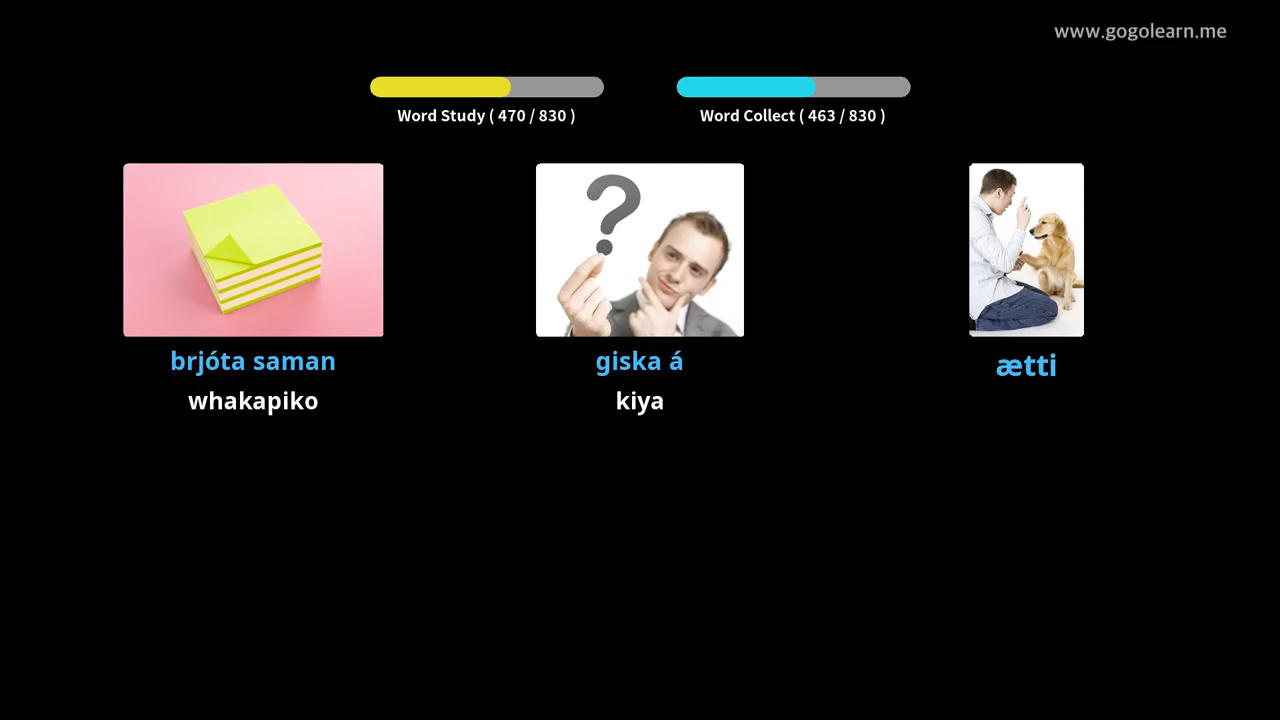 www.gogolearn.me
Word Study ( 470 / 830 )
Word Collect ( 463 / 830 )
brjóta saman
whakapiko
giska á
kiya
ætti